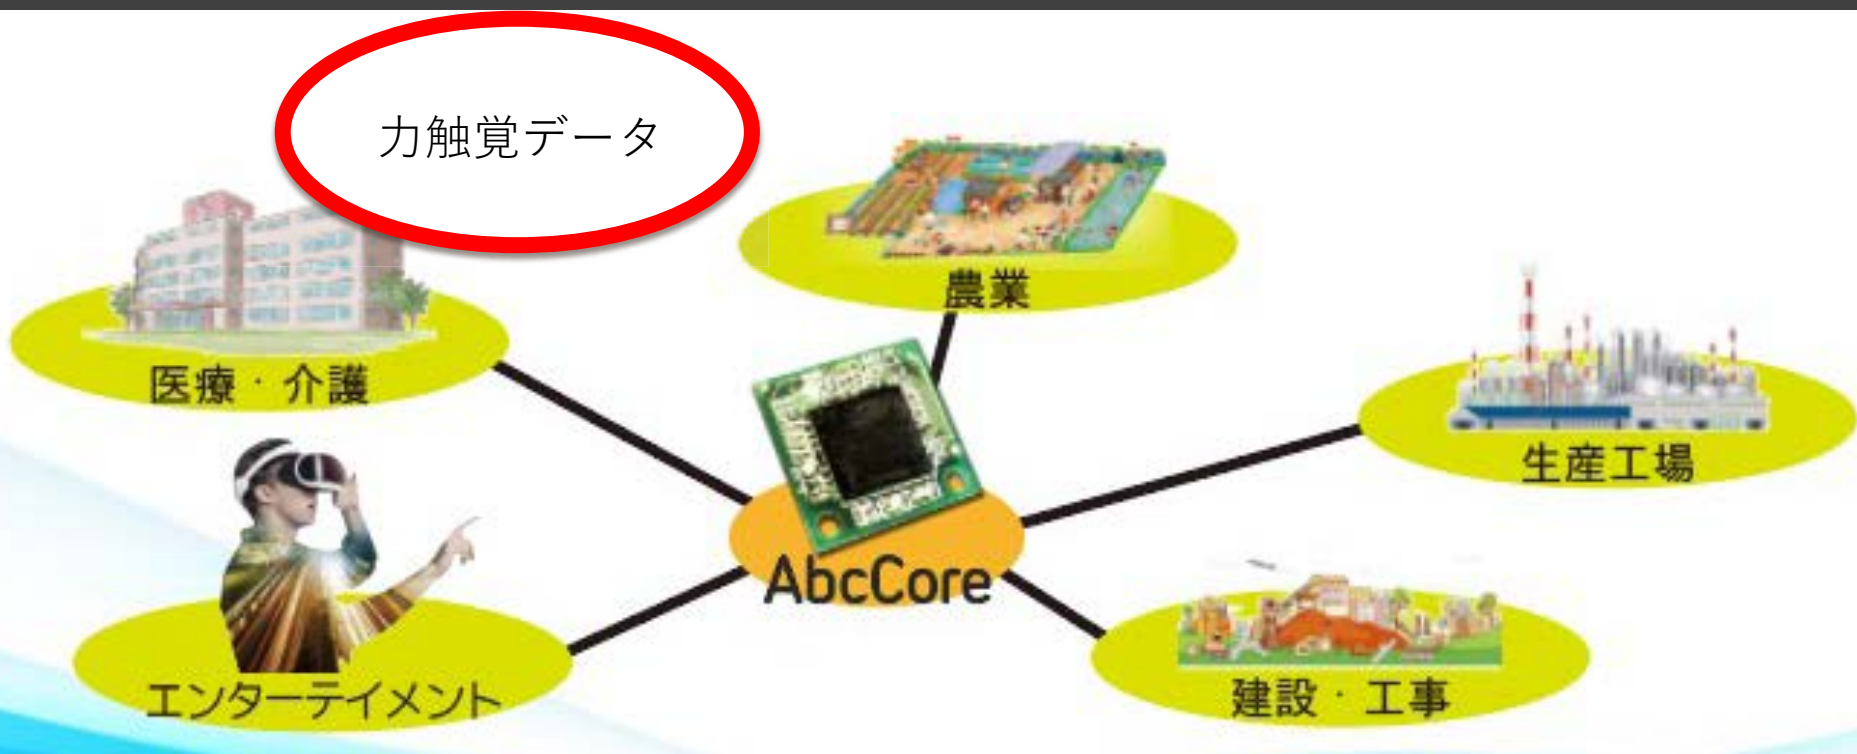 力触覚データ
農業
医療・介護
生産工場
AbcCore
エンターテイメント
建設・工事